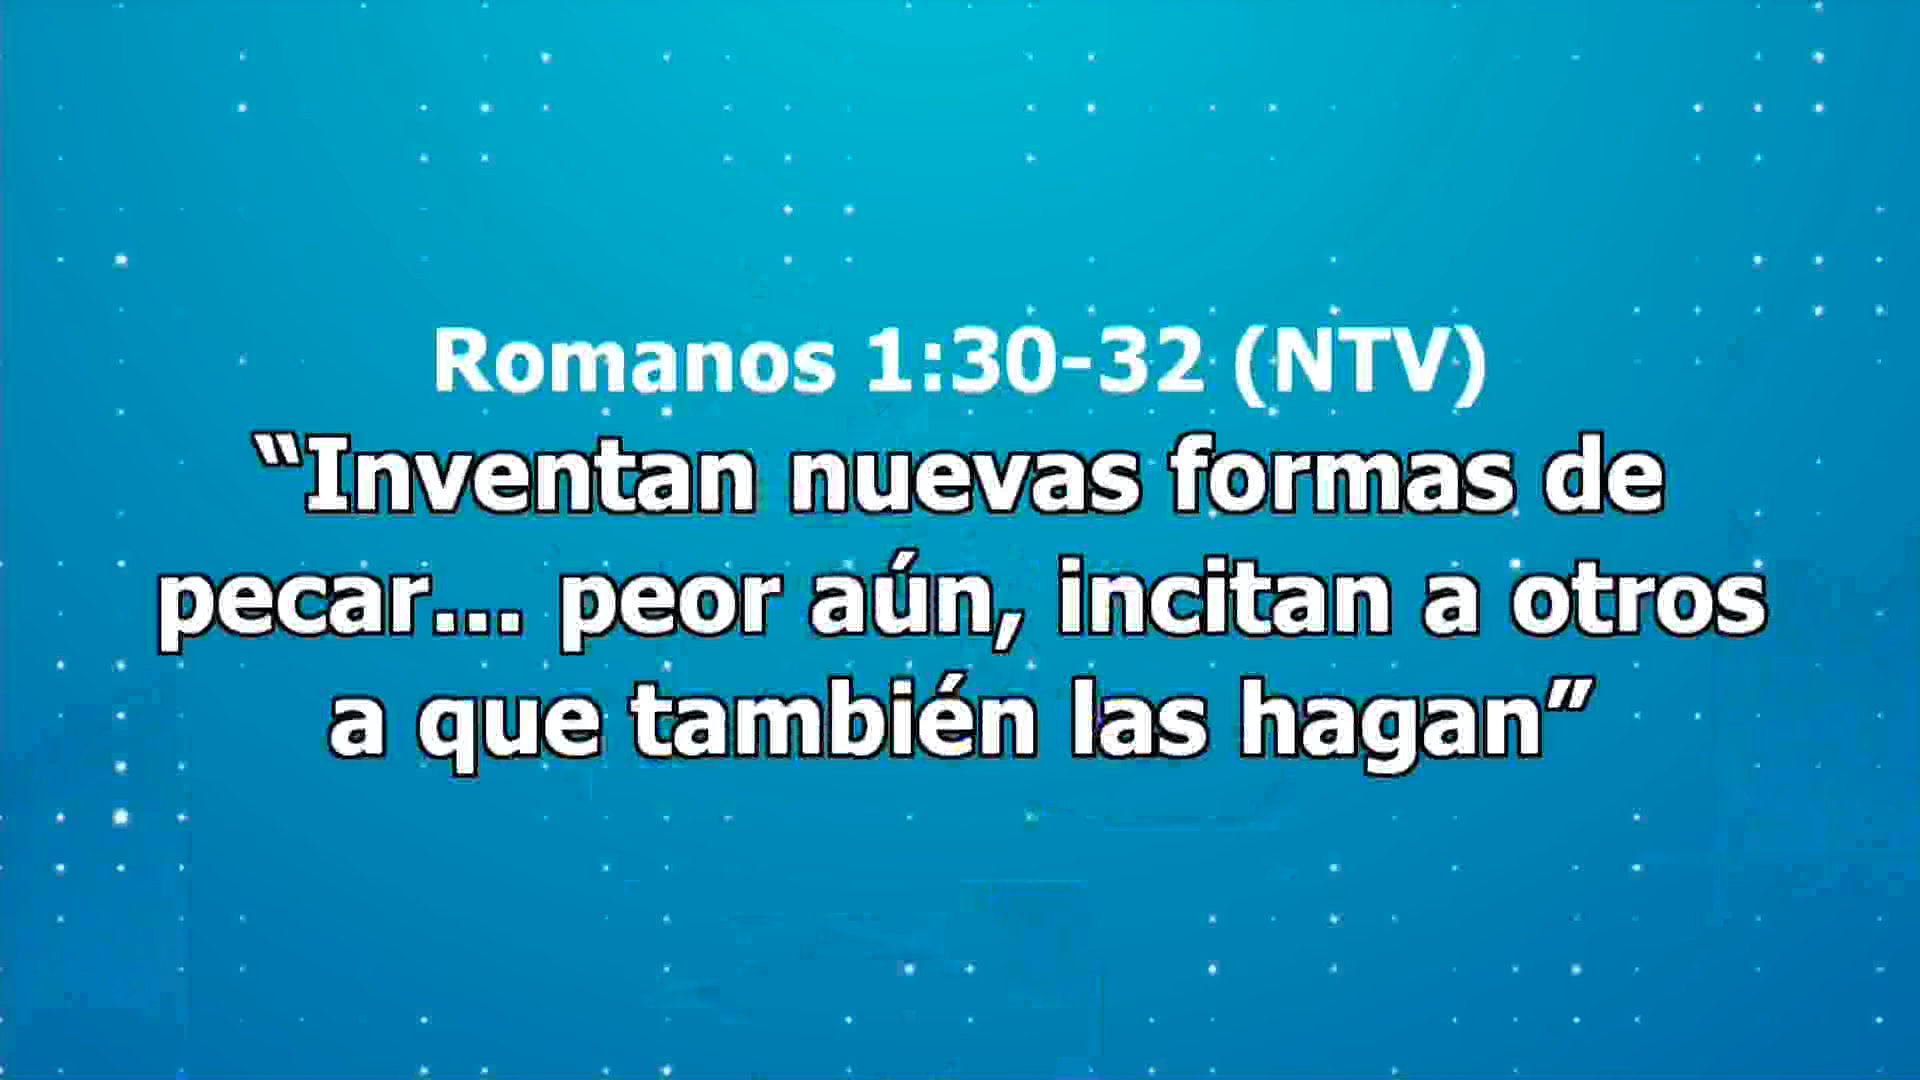 Romanos 1:30-32 (NTV)
“Inventan nuevas formas de
pecar... peor aún, incitan a otros
a que también las hagan”